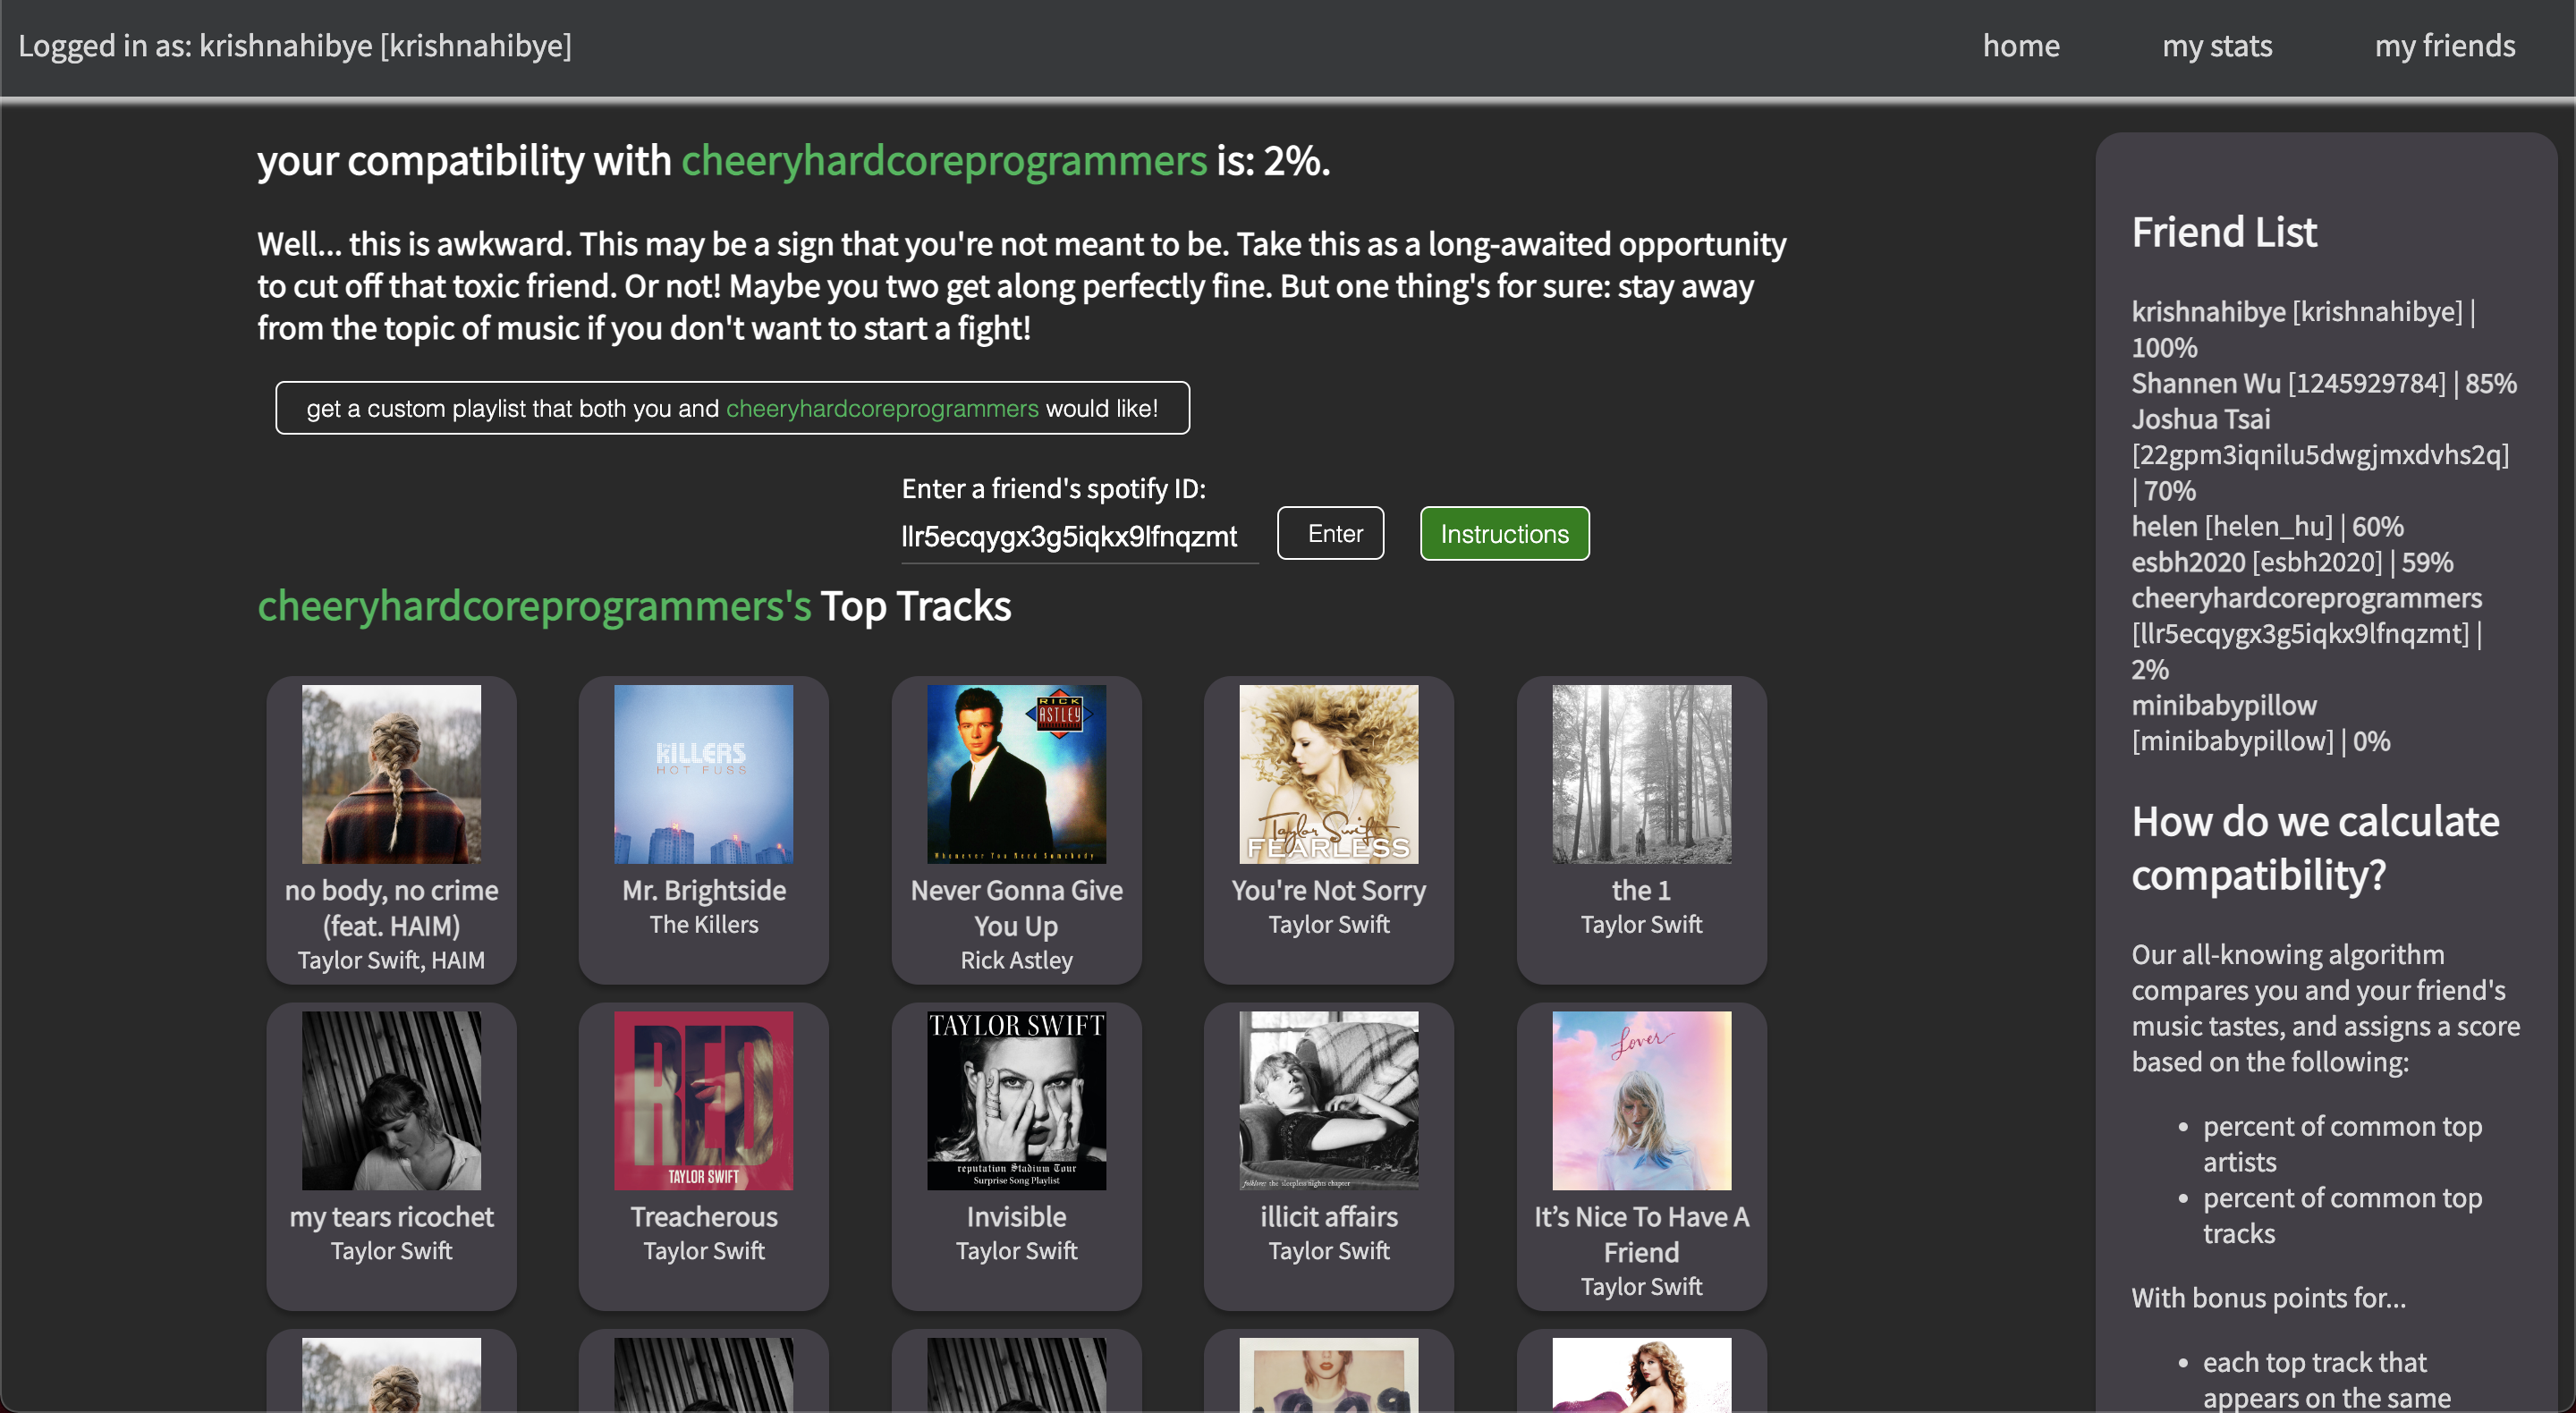 Logged in as: krishnahibye [krishnahibye]
home
my stats
my friends
your compatibility with cheeryhardcoreprogrammers is: 2%.
Well... this is awkward. This may be a sign that you're not meant to be. Take this as a long-awaited opportunity
to cut off that toxic friend. Or not! Maybe you two get along perfectly fine. But one thing's for sure: stay away
from the topic of music if you don't want to start a fight!
get a custom playlist that both you and cheeryhardcoreprogrammers would like!
Enter a friend's spotify ID:
llr5ecqygx3g5iqkx9lfnqzmt
Enter
Instructions
cheeryhardcoreprogrammers's Top Tracks
no body, no crime
(feat. HAIM)
Taylor Swift, HAIM
KILLERS
HOT FUSS
Mr. Brightside
The Killers
RICK
ASTLEY
Whenever You Need Somebody
Never Gonna Give
You Up
Rick Astley
Taylor Swift
FEARLESS
You're Not Sorry
Taylor Swift
the 1
Taylor Swift
my tears ricochet
Taylor Swift
RED
TAYLOR SWIFT
Treacherous
Taylor Swift
TAYLOR SWIFT
reputation Stadium Tour
Surprise Song Playlist
Invisible
Taylor Swift
folklore: the sleepless nights chapter
illicit affairs
Taylor Swift
Lover
It’s Nice To Have A
Friend
Taylor Swift
Friend List
krishnahibye [krishnahibye] |
100%
Shannen Wu [1245929784] | 85%
Joshua Tsai
[22gpm3iqnilu5dwgjmxdvhs2q]
| 70%
helen [helen_hu] | 60%
esbh2020 [esbh2020] | 59%
cheeryhardcoreprogrammers
[llr5ecqygx3g5iqkx9lfnqzmt] |
2%
minibabypillow
[minibabypillow] | 0%
How do we calculate
compatibility?
Our all-knowing algorithm
compares you and your friend's
music tastes, and assigns a score
based on the following:
• percent of common top
artists
• percent of common top
tracks
With bonus points for...
• each top track that
appears on the same